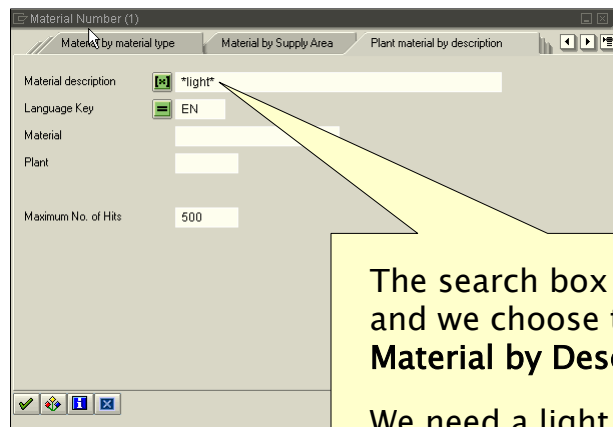 Material Number (1)
Material by material type Material by Supply Area Plant material by description
Material description *light*
Language Key EN
Material
Plant
Maximum No. of Hits 500
The search box
and we choose
Material by
We need a light